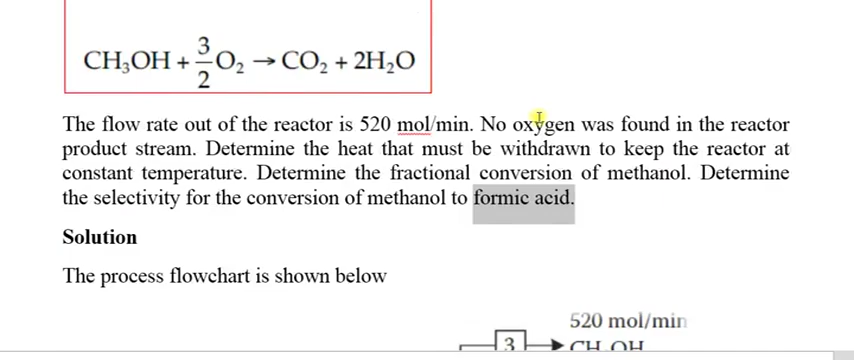 CH₃OH + 3/2 O₂ → CO₂ + 2H₂O
The flow rate out of the reactor is 520 mol/min. No oxygen was found in the reactor
product stream. Determine the heat that must be withdrawn to keep the reactor at
constant temperature. Determine the fractional conversion of methanol. Determine
the selectivity for the conversion of methanol to formic acid.
Solution
The process flowchart is shown below
520 mol/min
3
CH₃OH